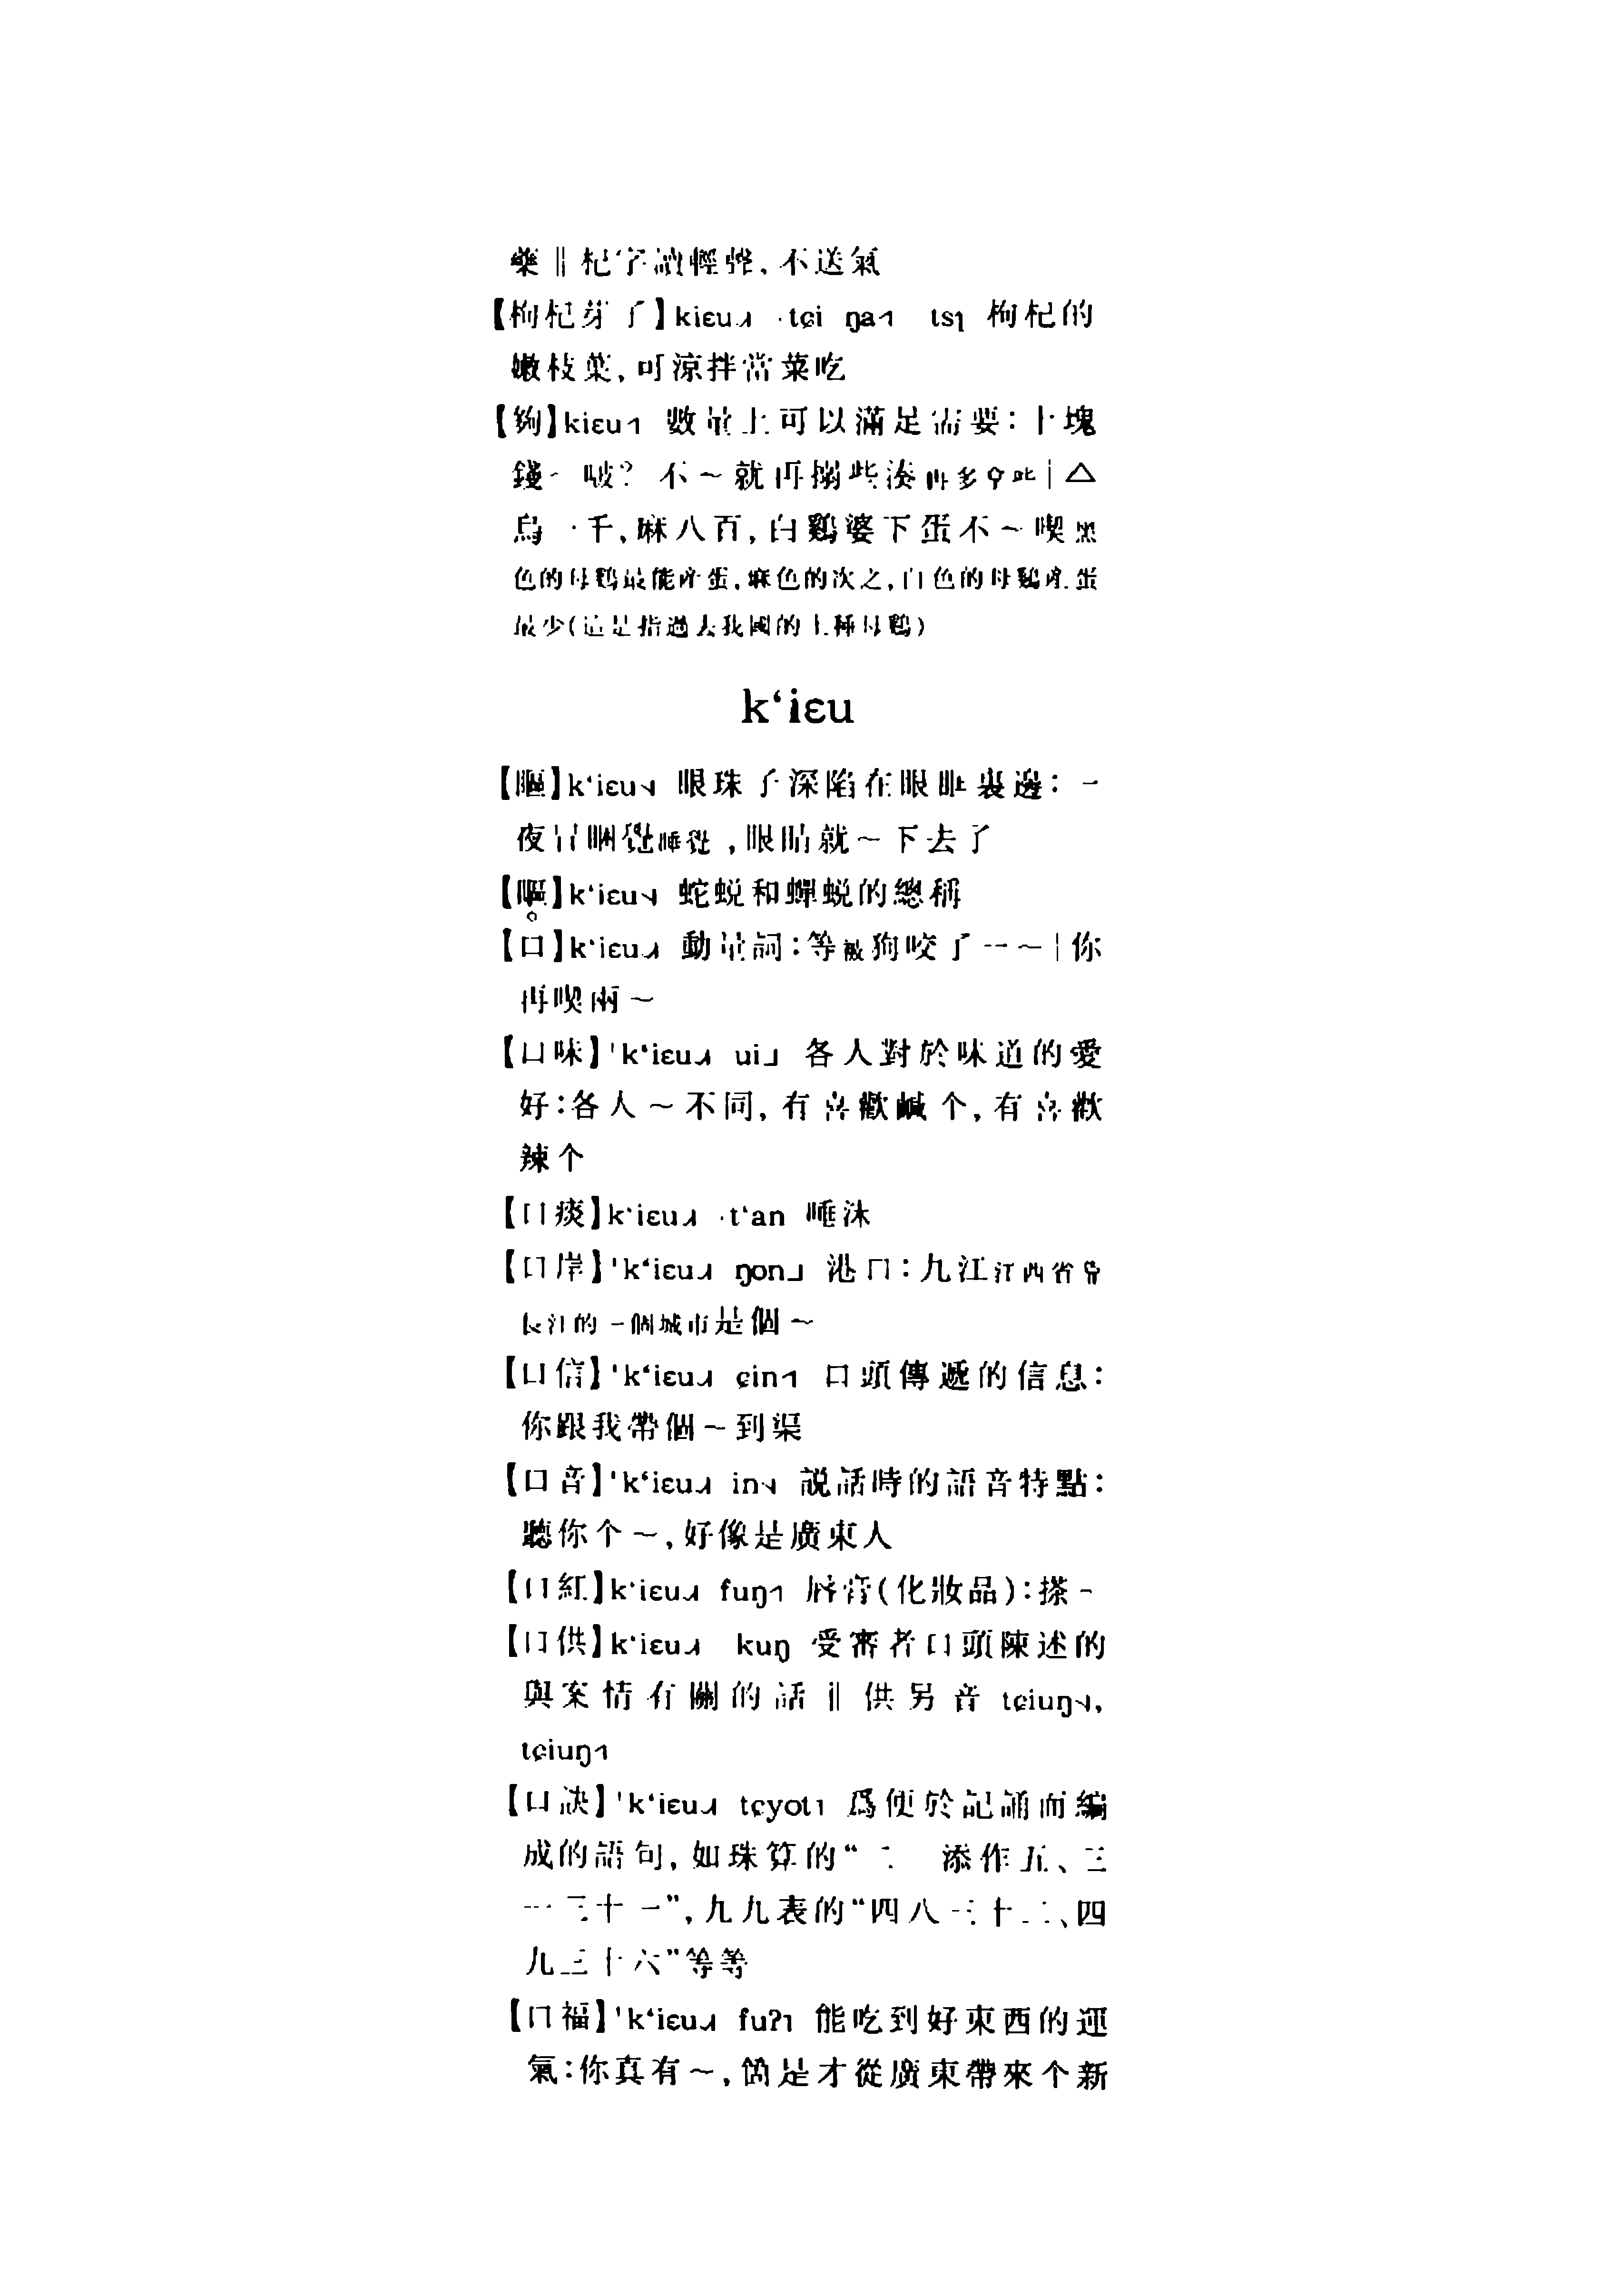 藥‖杞字讀輕聲,不送氣
【枸杞芽子】kiɛu˩˧ ·tɕi ŋa˦˥ tsɿ 枸杞的
嫩枝葉,可涼拌當菜吃
【夠】kiɛu˦˥ 數量上可以滿足需要:十塊
錢~ 啵? 不~就再搦些湊再多拿些|△
烏一千,麻八百,白鷄婆下蛋不~喫黑
色的母鷄最能產蛋,麻色的次之,白色的母鷄產蛋
最少(這是指過去我國的土種母鷄)
k‘iɛu
【䁱】k‘iɛu˦˨ 眼珠子深陷在眼眶裏邊:一
夜冇睏覺睡覺,眼睛就~下去了
k‘iɛu˦˨ 蛇蜕和蟬蜕的總稱
【口】k‘iɛu˩˧ 動量詞:等被狗咬了一~|你
再喫兩~
【口味】'k‘iɛu˩˧ ui˩ 各人對於味道的愛
好:各人~不同,有喜歡鹹个,有喜歡
辣个
【口痰】k‘iɛu˩˧ ·t‘an 唾沫
【口岸】'k‘iɛu˩˧ ŋon˩ 港口:九江江西省沿
長江的一個城市是個~
【口信】'k‘iɛu˩˧ ɕin˦˥ 口頭傳遞的信息:
你跟我帶個~到渠
【口音】'k‘iɛu˩˧ in˦˨ 説話時的語音特點:
聽你个~,好像是廣東人
【口紅】k‘iɛu˩˧ fuŋ˦˥ 唇膏(化妝品):搽~
【口供】k‘iɛu˩˧ kuŋ 受審者口頭陳述的
與案情有關的話‖供另音 tɕiuŋ˦˨,
tɕiuŋ˦˥
【口訣】'k‘iɛu˩˧ tɕyot˥ 爲便於記誦而編
成的語句,如珠算的“二一添作五、三
一三十一”,九九表的“四八三十二、四
九三十六”等等
【口福】'k‘iɛu˩˧ fuʔ˥ 能吃到好東西的運
氣:你真有~,箇是才從廣東帶來个新